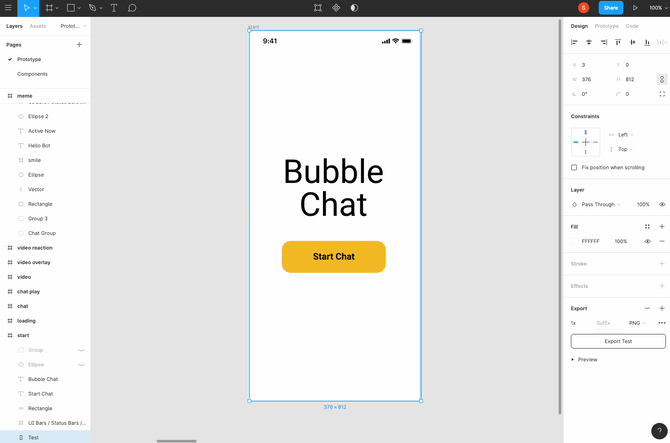 S
Share
100%
Layers
Assets
Protot...
Pages
Prototype
Components
meme
Ellipse 2
Active Now
Hello Bot
smile
Ellipse
Vector
Rectangle
Group 3
Chat Group
video reaction
video overlay
video
chat play
chat
loading
start
Group
Ellipse
Bubble Chat
Start Chat
Rectangle
UI Bars / Status Bars /...
Test
start
9:41
Bubble
Chat
Start Chat
376 × 812
Design
Prototype
Code
X 3 Y 0
W 376 H 812
0° 0
Constraints
Left
Top
Fix position when scrolling
Layer
Pass Through 100%
Fill
FFFFFF 100%
Stroke
Effects
Export
1x Suffix PNG
Export Test
Preview
?